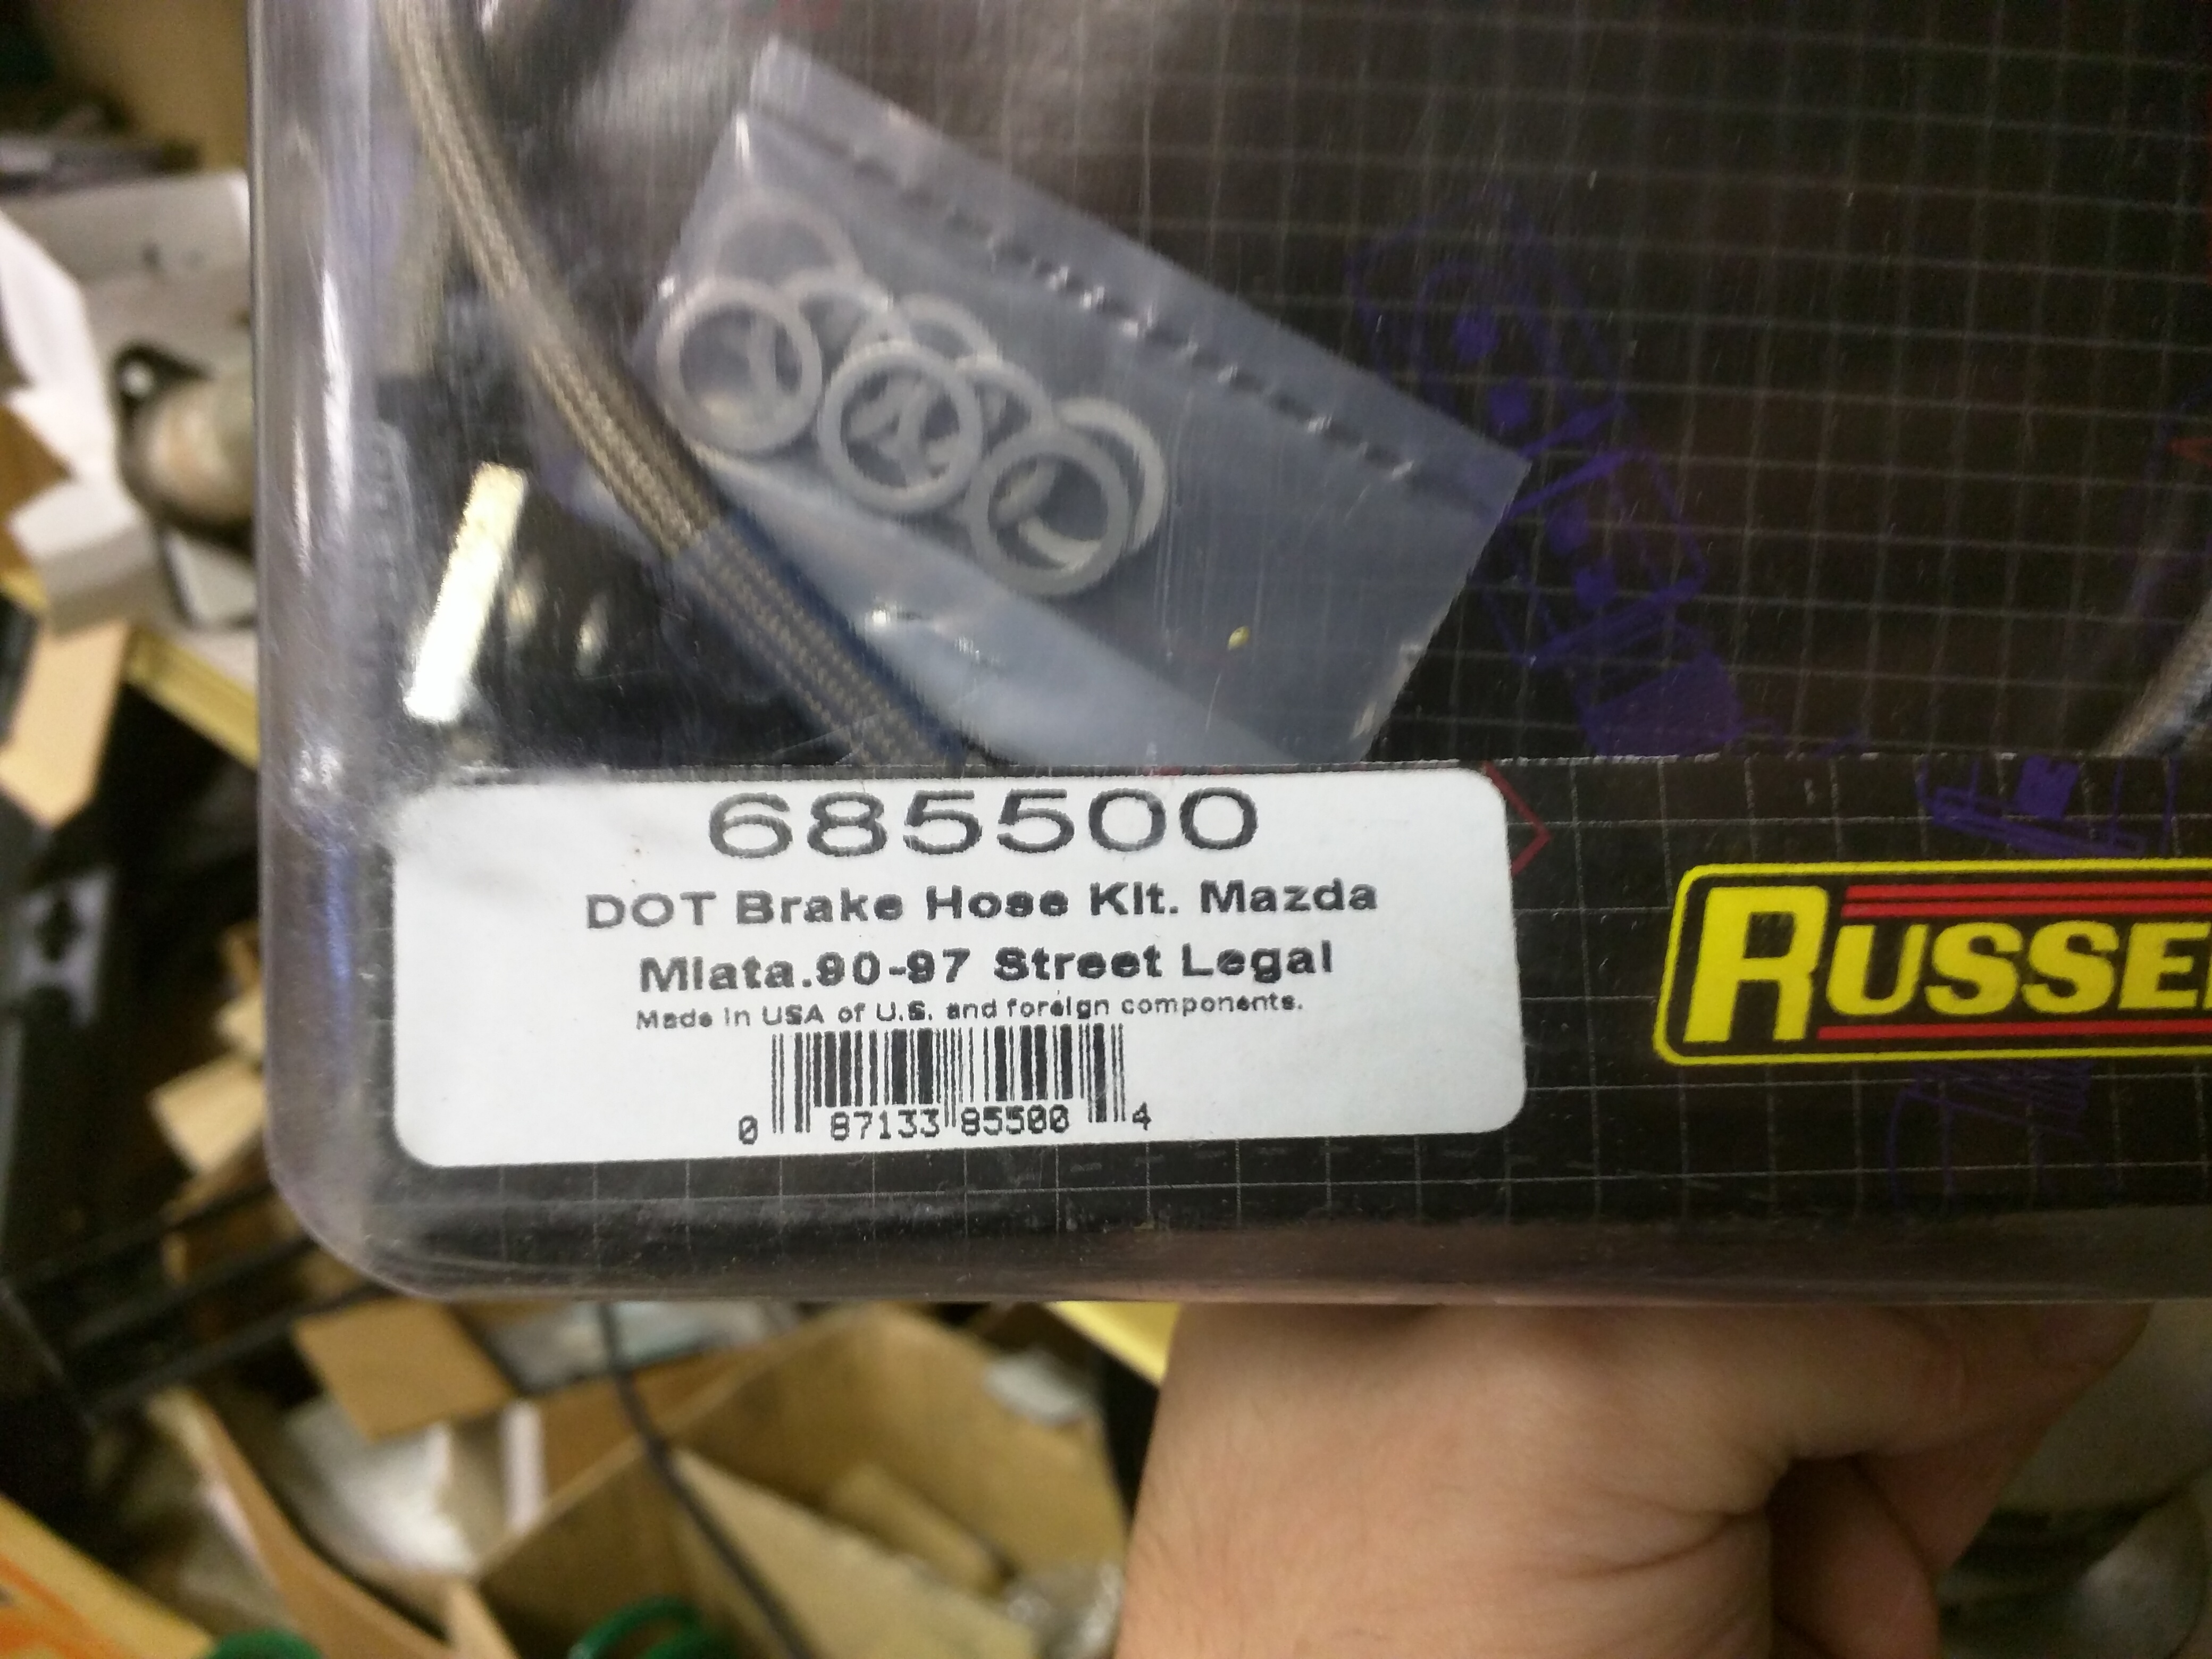 685500
DOT Brake Hose Kit. Mazda
Miata.90-97 Street Legal
Made in USA of U.S. and foreign components.
0 87133 85500 4
RUSSE